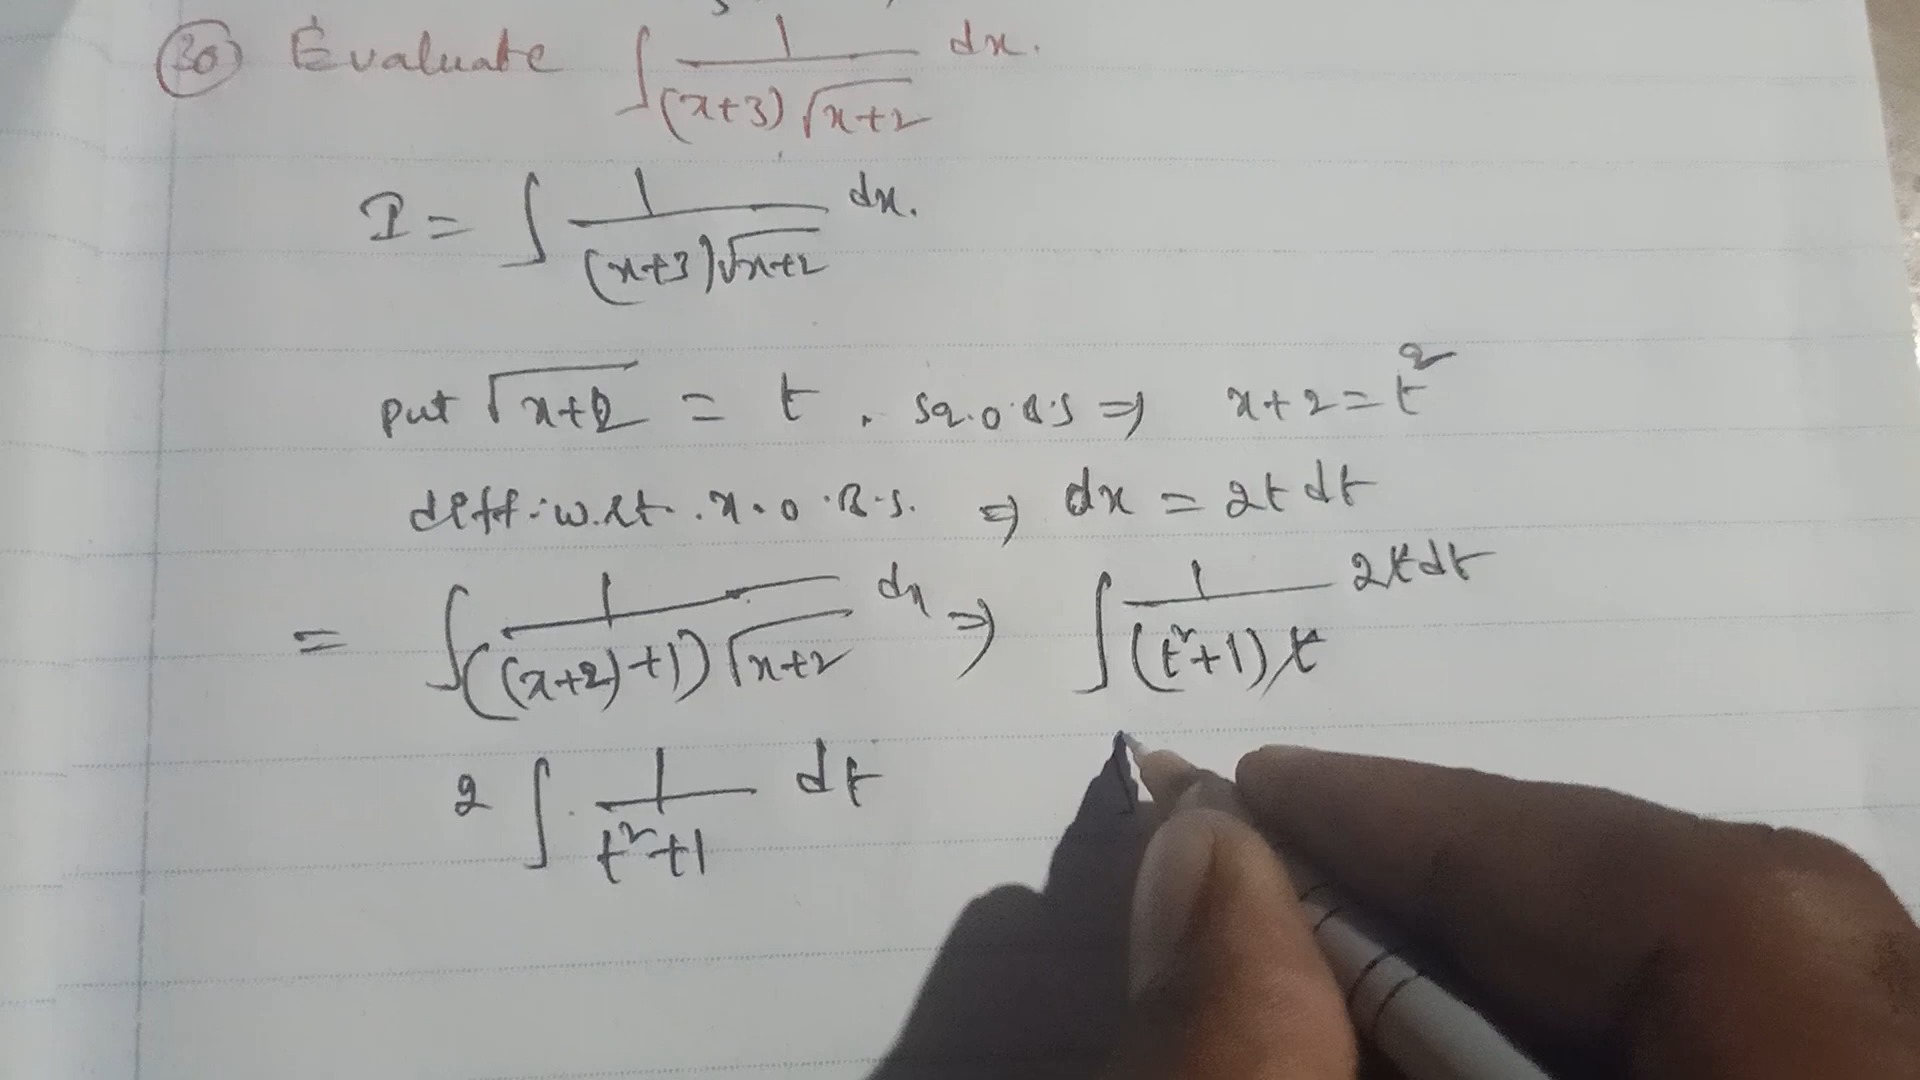 30 Evaluate ∫ 1/((x+3)√(x+2)) dx.
I = ∫ 1/((x+3)√(x+2)) dx.
put √(x+2) = t . sq.o.B.S ⇒ x+2 = t²
diff.w.r.t.x.o.B.S. ⇒ dx = 2t dt
= ∫ 1/(((x+2)+1)√(x+2)) dx ⇒ ∫ 1/((t²+1)t) 2t dt
2 ∫ 1/(t²+1) dt